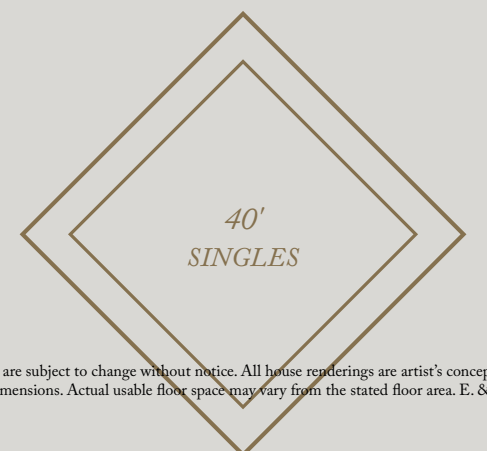 40'
SINGLES
are subject to change without notice. All house renderings are artist’s concep
mensions. Actual usable floor space may vary from the stated floor area. E. &